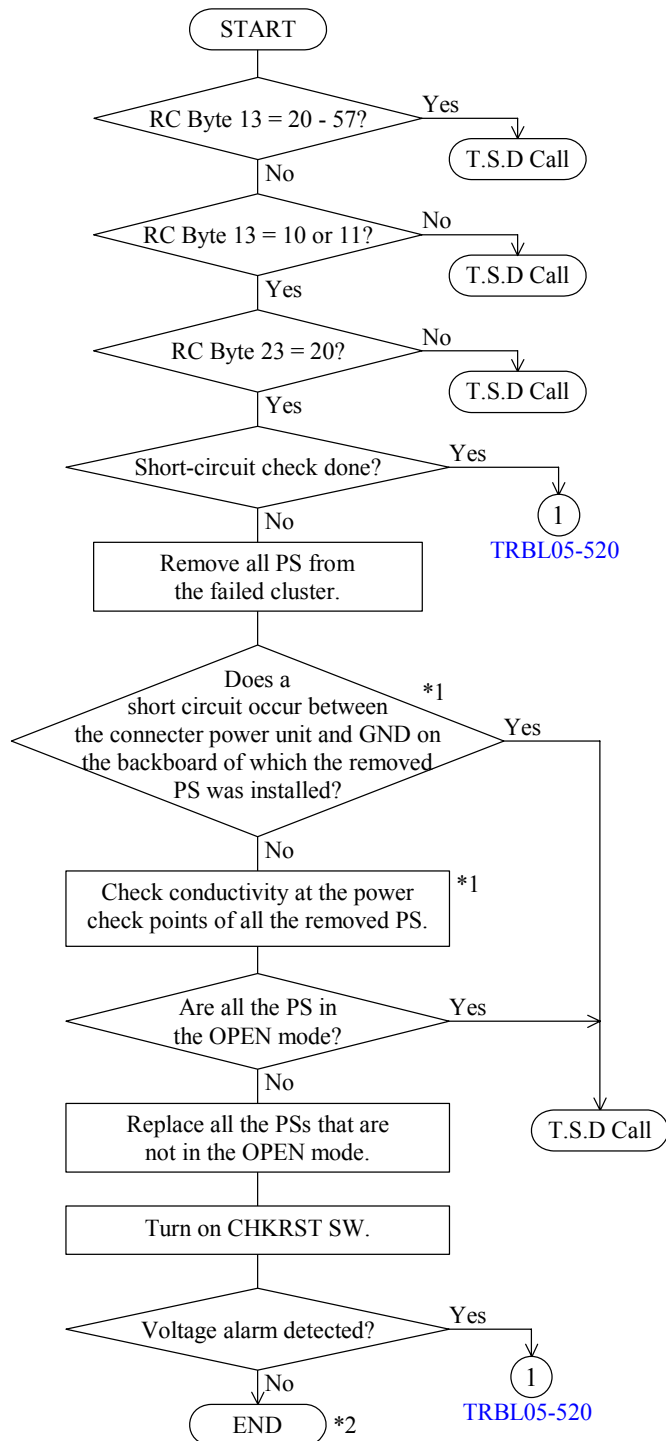 START
RC Byte 13 = 20 - 57?
Yes
T.S.D Call
No
RC Byte 13 = 10 or 11?
No
T.S.D Call
Yes
RC Byte 23 = 20?
No
T.S.D Call
Yes
Short-circuit check done?
Yes
1
TRBL05-520
No
Remove all PS from
the failed cluster.
Does a
short circuit occur between
the connecter power unit and GND on
the backboard of which the removed
PS was installed?
*1
Yes
No
Check conductivity at the power
check points of all the removed PS.
*1
Are all the PS in
the OPEN mode?
Yes
T.S.D Call
No
Replace all the PSs that are
not in the OPEN mode.
Turn on CHKRST SW.
Voltage alarm detected?
Yes
1
TRBL05-520
No
END
*2